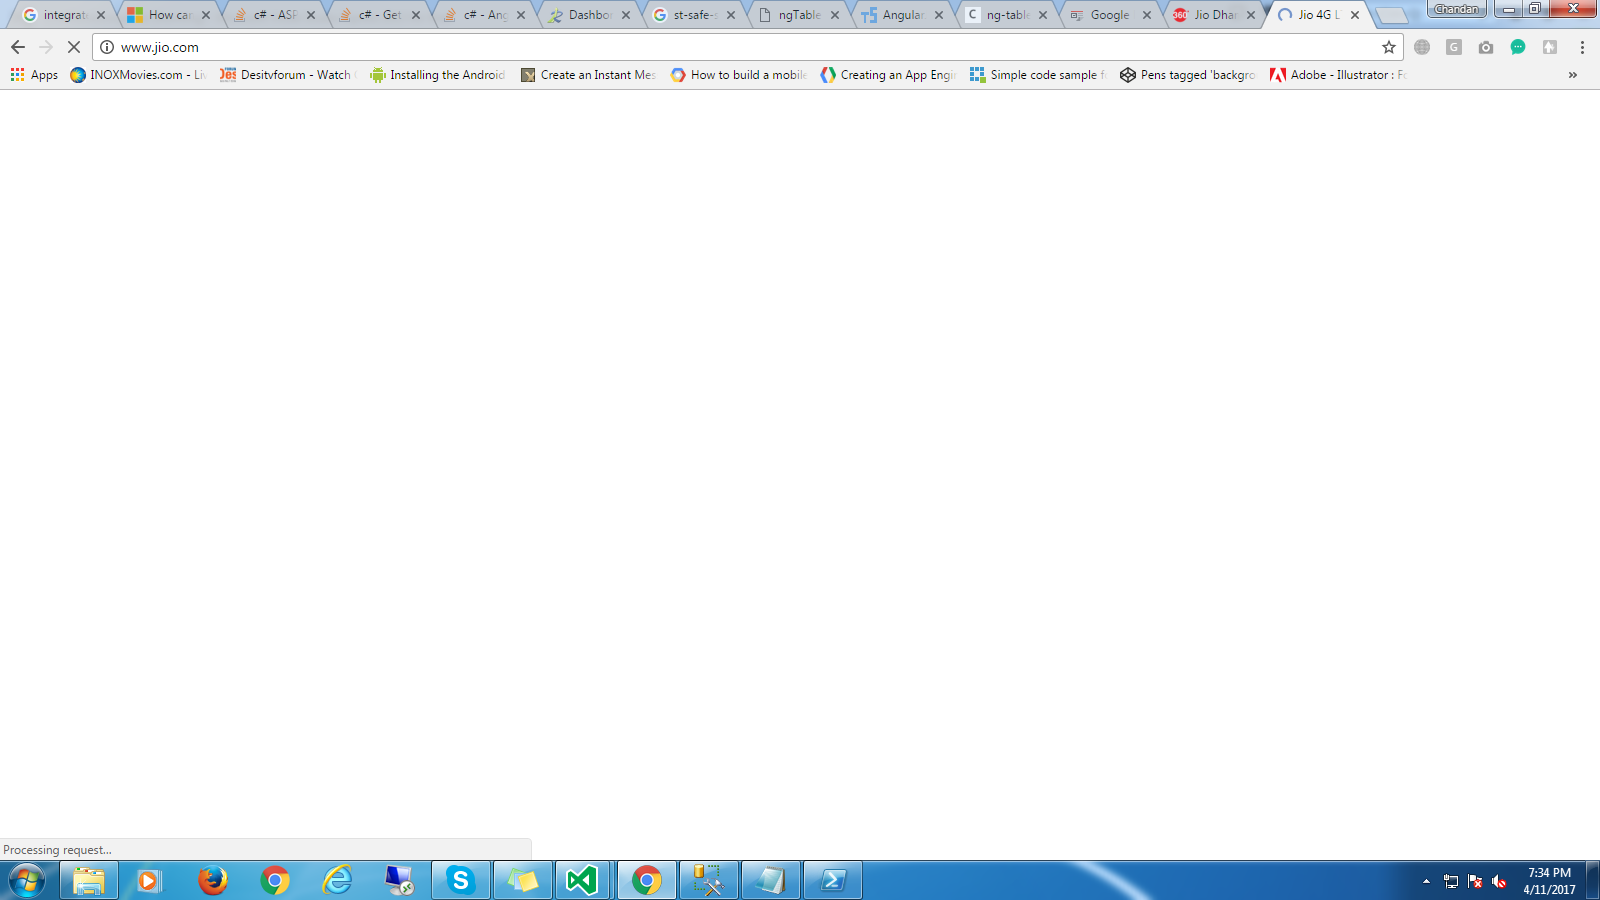 integrat How can c# - ASP c# - Get c# - Ang Dashbo st-safe-s ngTable Angular ng-table Google Jio Dhan Jio 4G L Chandan
www.jio.com
Apps INOXMovies.com - Liv Desitvforum - Watch Installing the Android Create an Instant Mes How to build a mobile Creating an App Engi Simple code sample f Pens tagged 'backgro Adobe - Illustrator : Fo »
Processing request...
7:34 PM
4/11/2017